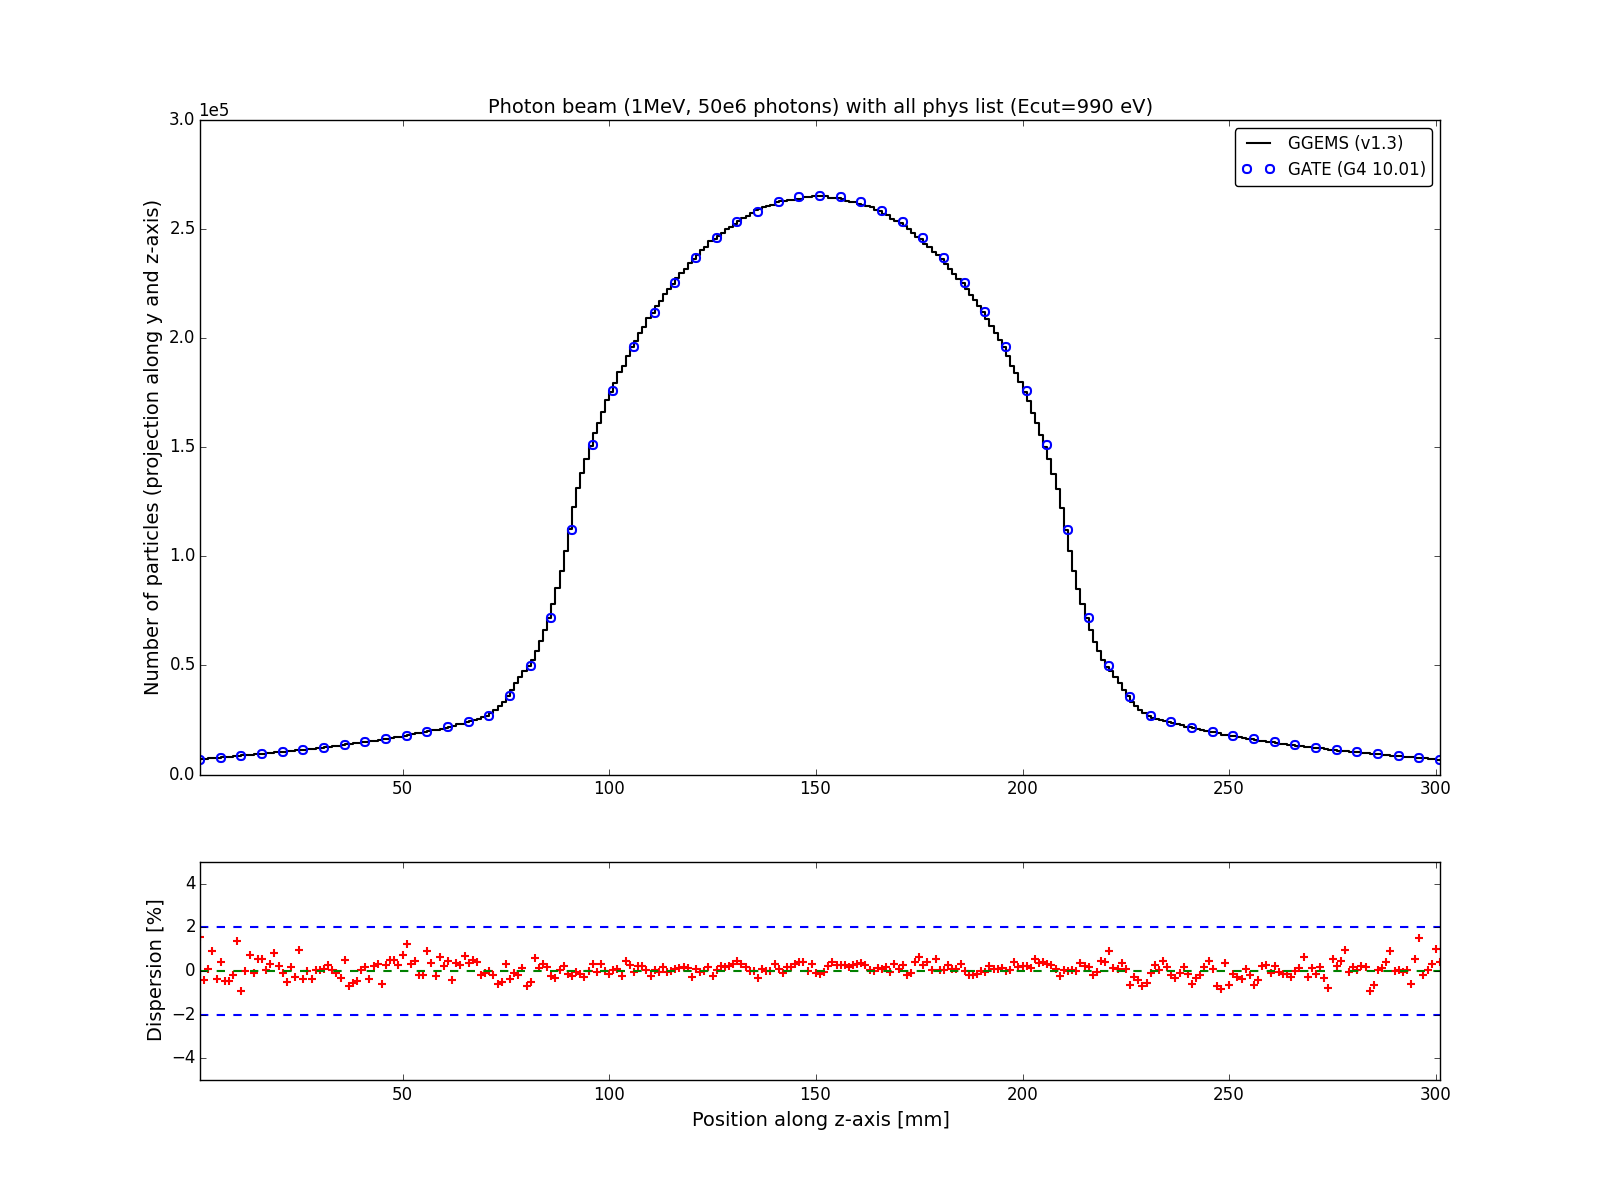 Photon beam (1MeV, 50e6 photons) with all phys list (Ecut=990 eV)
1e5
3.0
2.5
2.0
1.5
1.0
0.5
0.0
Number of particles (projection along y and z-axis)
GGEMS (v1.3)
GATE (G4 10.01)
50 100 150 200 250 300
4
2
0
−2
−4
Dispersion [%]
50 100 150 200 250 300
Position along z-axis [mm]